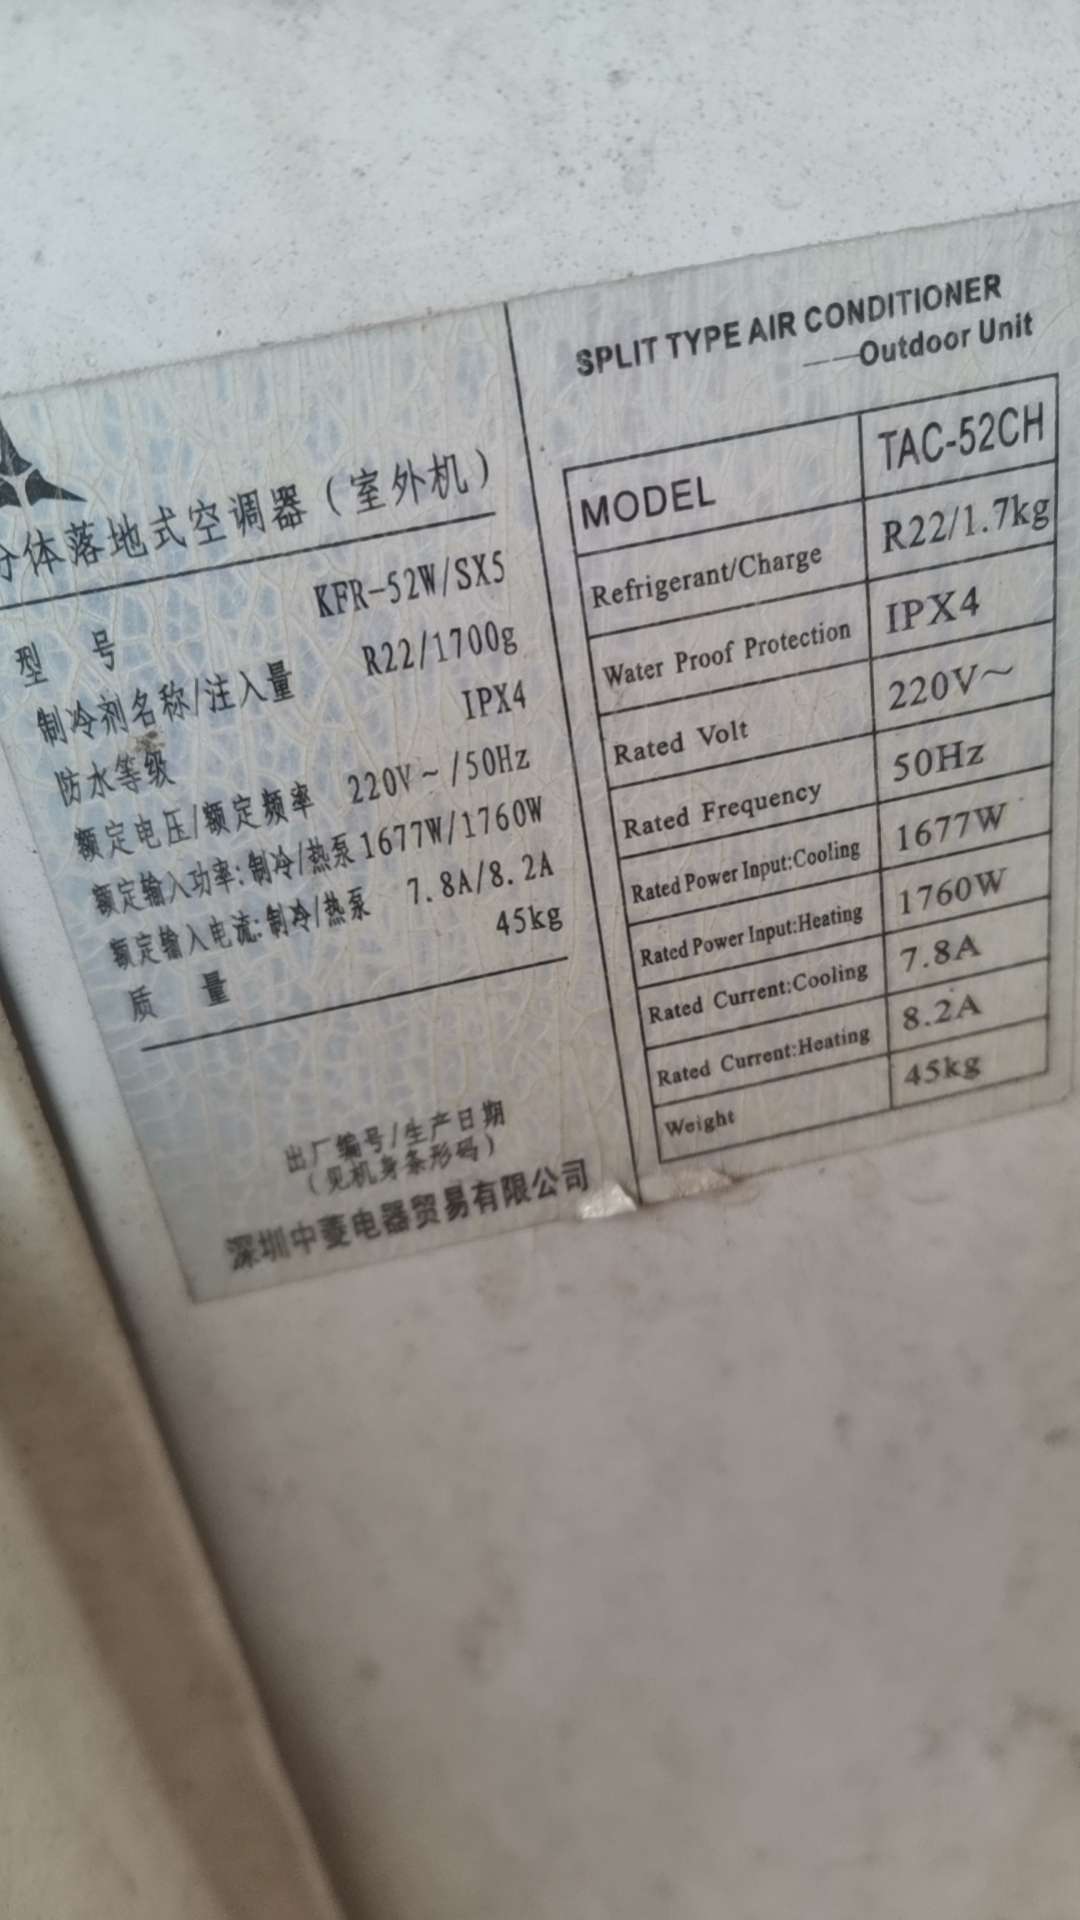 分体落地式空调器（室外机）
型 号 KFR-52W/SX5
制冷剂名称/注入量 R22/1700g
防水等级 IPX4
额定电压/额定频率 220V~/50Hz
额定输入功率:制冷/热泵 1677W/1760W
额定输入电流:制冷/热泵 7.8A/8.2A
质 量 45kg
出厂编号/生产日期
（见机身条形码）
深圳中菱电器贸易有限公司
SPLIT TYPE AIR CONDITIONER
——Outdoor Unit
MODEL TAC-52CH
Refrigerant/Charge R22/1.7kg
Water Proof Protection IPX4
Rated Volt 220V~
Rated Frequency 50Hz
Rated Power Input:Cooling 1677W
Rated Power Input:Heating 1760W
Rated Current:Cooling 7.8A
Rated Current:Heating 8.2A
Weight 45kg